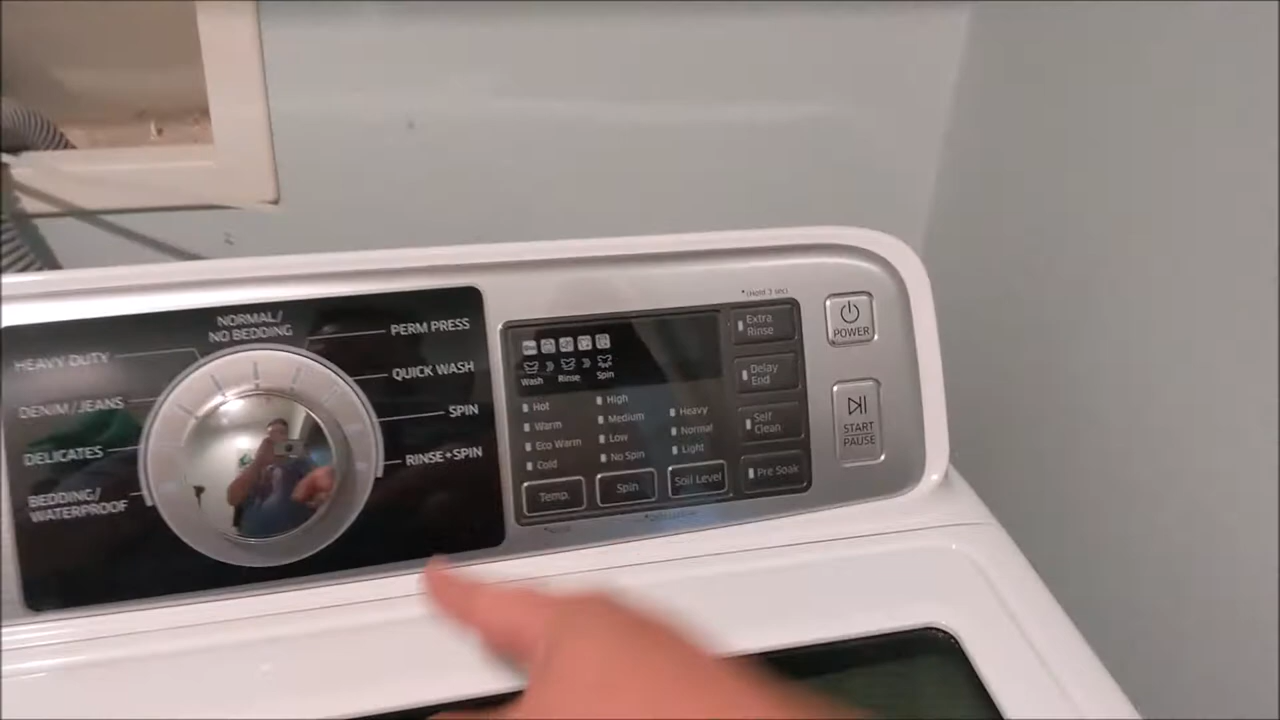 HEAVY DUTY
DENIM/JEANS
DELICATES
BEDDING/
WATERPROOF
NORMAL/
NO BEDDING
PERM PRESS
QUICK WASH
SPIN
RINSE+SPIN
Wash
Rinse
Spin
Hot
Warm
Eco Warm
Cold
Temp.
High
Medium
Low
No Spin
Spin
Heavy
Normal
Light
Soil Level
*(Hold 3 sec)
Extra
Rinse
Delay
End
Self
Clean
Pre Soak
POWER
START
PAUSE